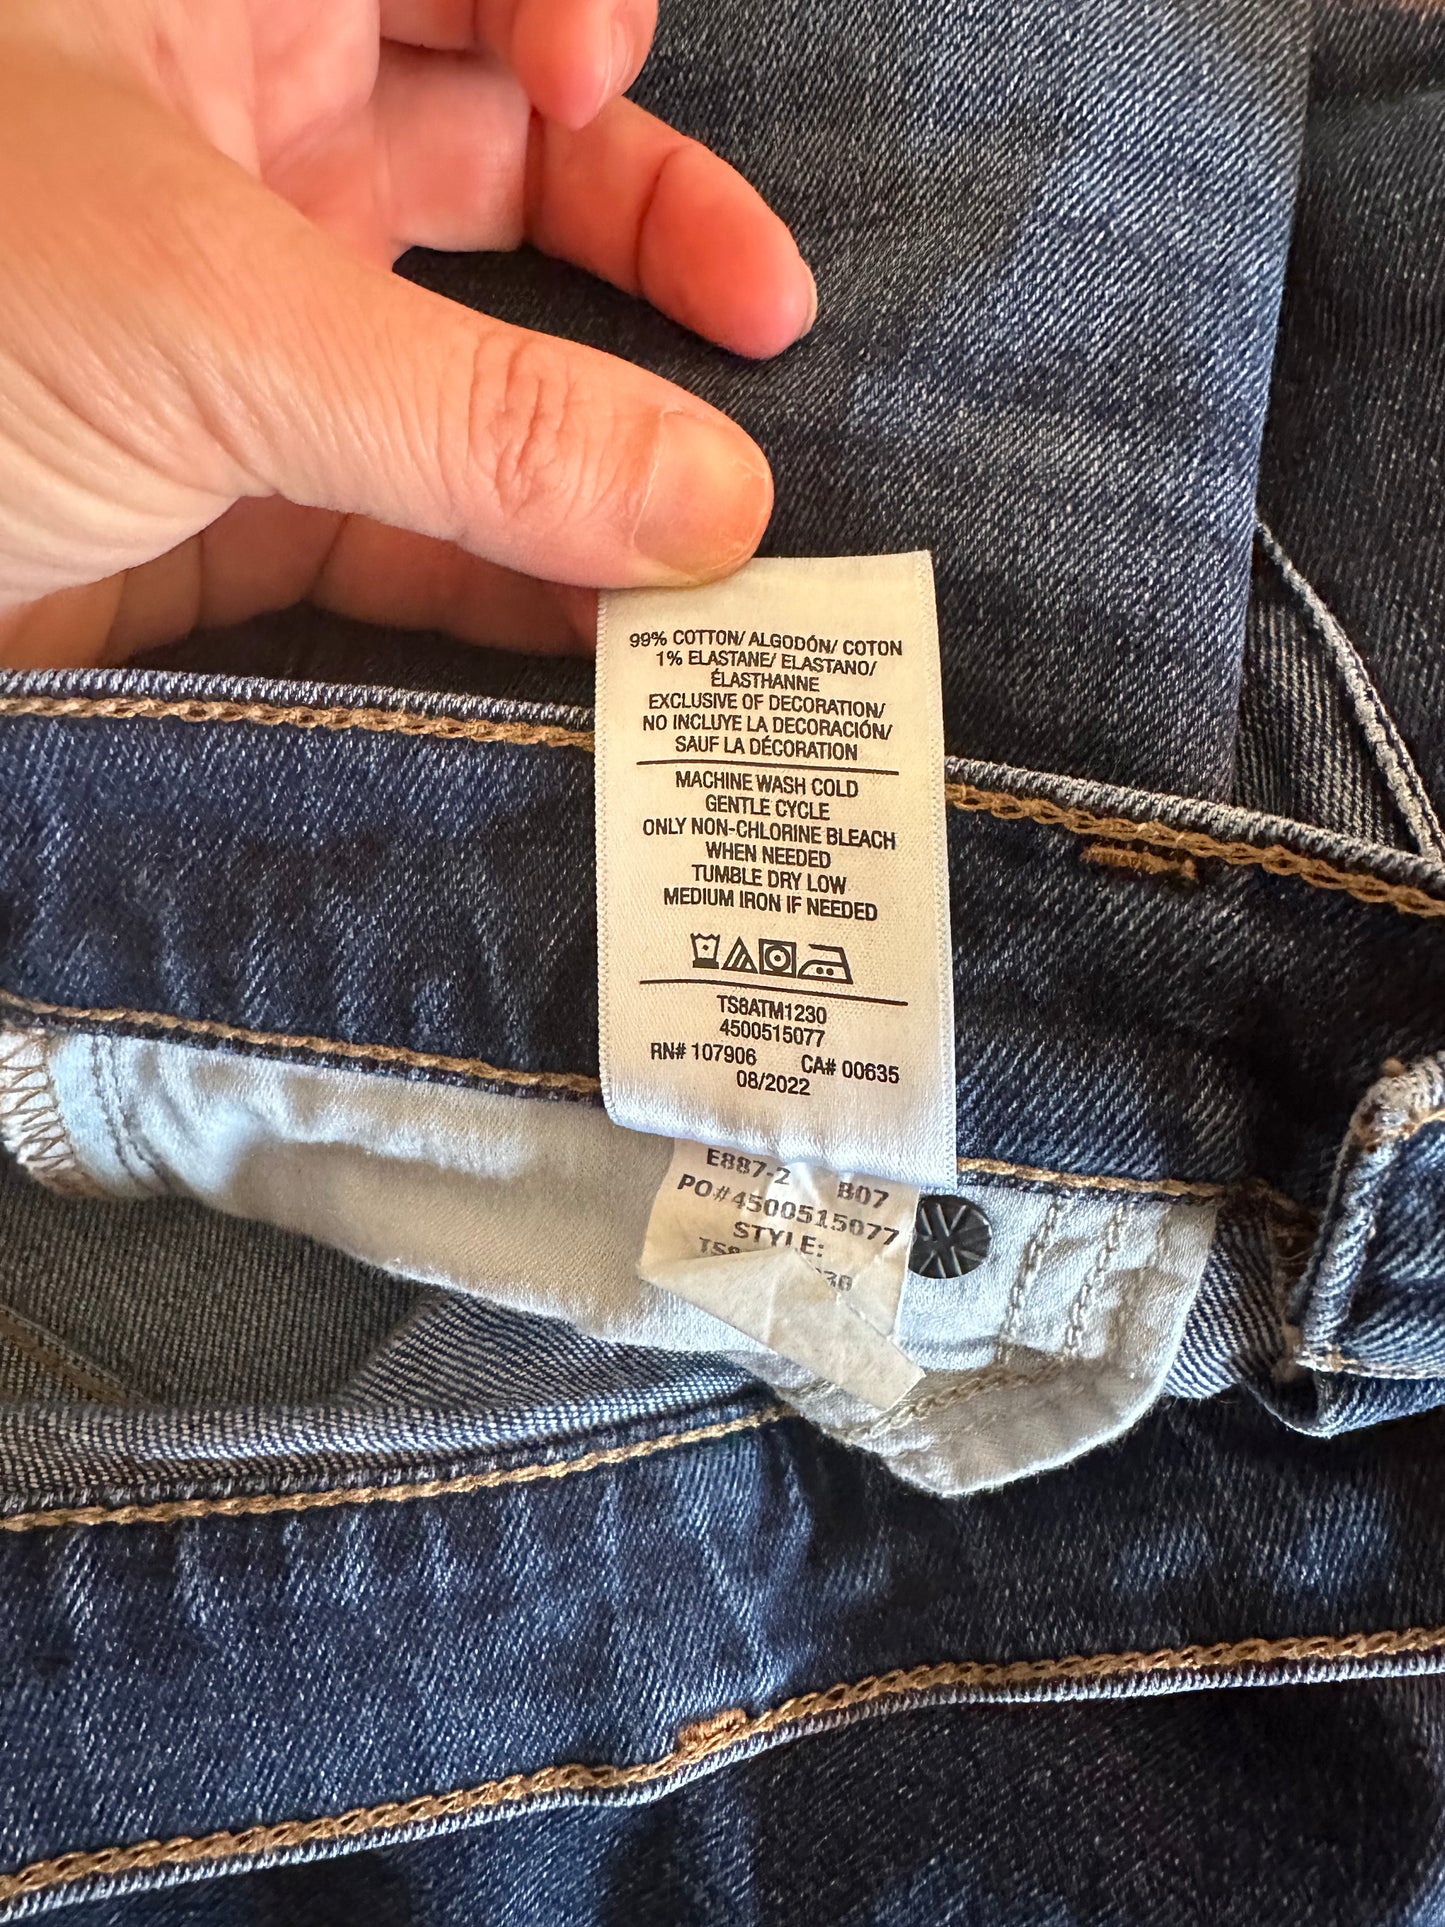 99% COTTON/ ALGODÓN/ COTON
1% ELASTANE/ ELASTANO/
ÉLASTHANNE
EXCLUSIVE OF DECORATION/
NO INCLUYE LA DECORACIÓN/
SAUF LA DÉCORATION
MACHINE WASH COLD
GENTLE CYCLE
ONLY NON-CHLORINE BLEACH
WHEN NEEDED
TUMBLE DRY LOW
MEDIUM IRON IF NEEDED
TS8ATM1230
4500515077
RN# 107906 CA# 00635
08/2022
E887-2 B07
PO#4500515077
STYLE: